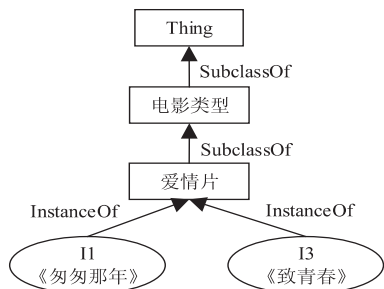 Thing
SubclassOf
电影类型
SubclassOf
爱情片
InstanceOf
InstanceOf
I1
《匆匆那年》
I3
《致青春》